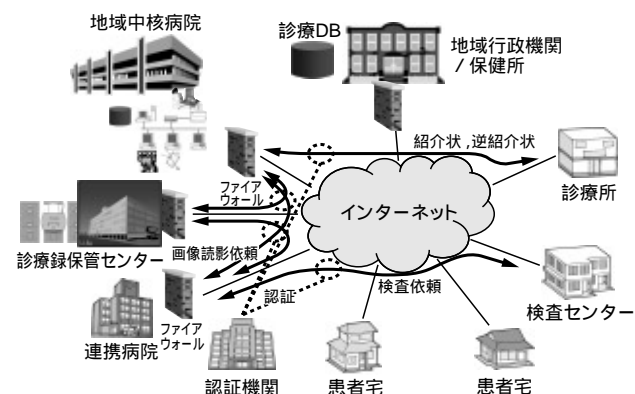 地域中核病院
診療DB
地域行政機関
/ 保健所
紹介状 ,逆紹介状
診療所
ファイア
ウォール
インターネット
診療録保管センター
画像読影依頼
認証
検査依頼
検査センター
連携病院
ファイア
ウォール
認証機関
患者宅
患者宅